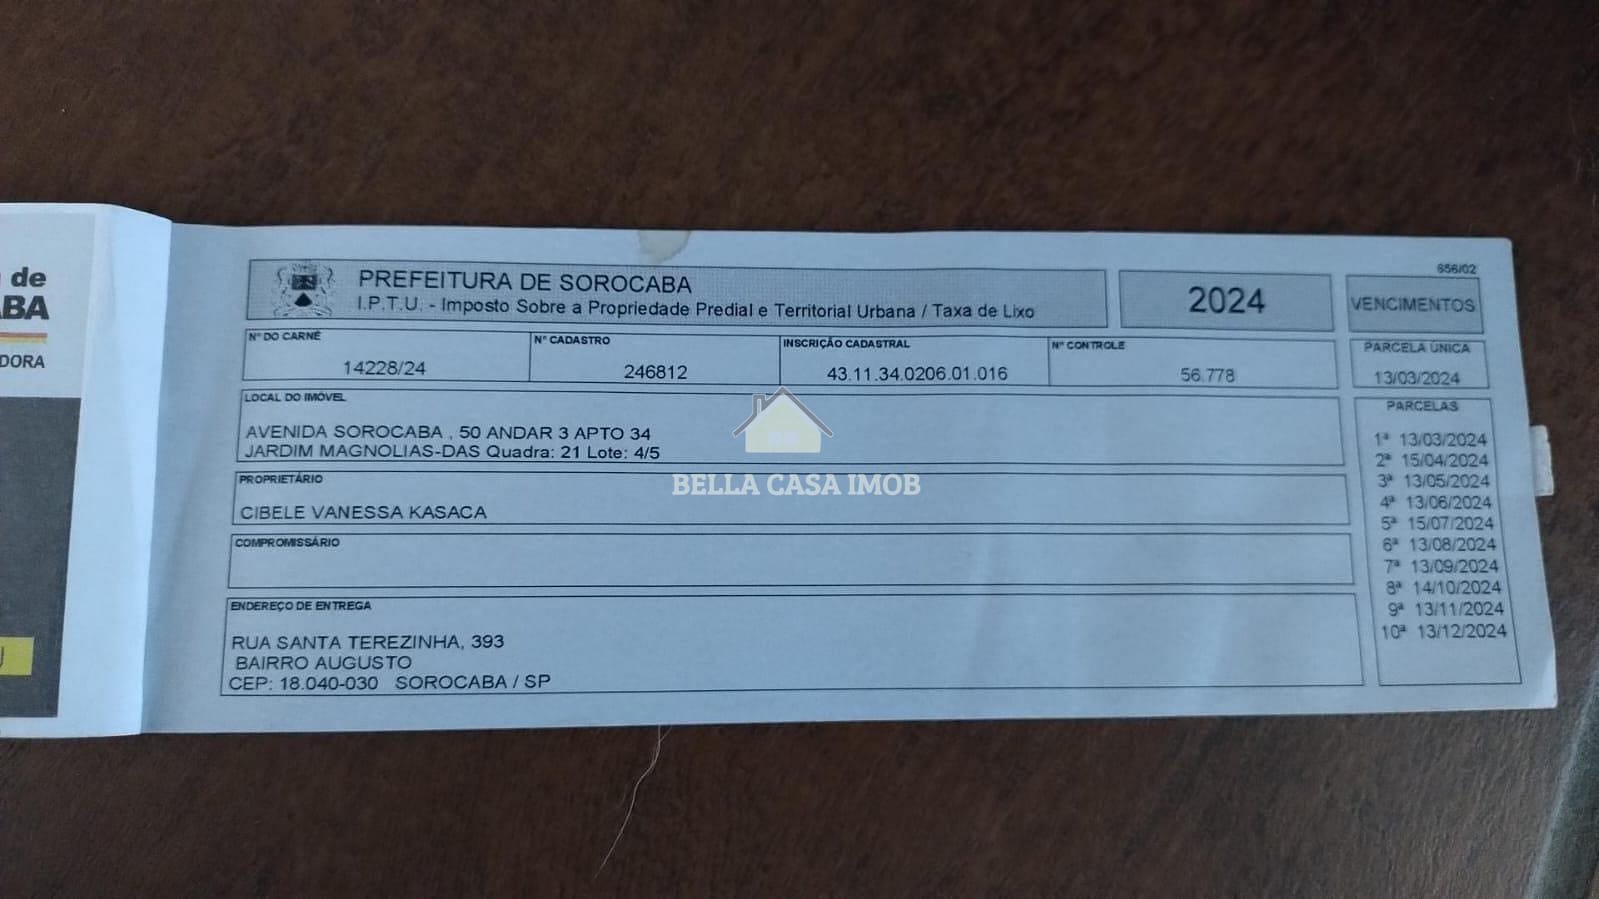 de
ABA
DORA
656/02
PREFEITURA DE SOROCABA
I.P.T.U. - Imposto Sobre a Propriedade Predial e Territorial Urbana / Taxa de Lixo
2024
VENCIMENTOS
Nº DO CARNÊ
14228/24
Nº CADASTRO
246812
INSCRIÇÃO CADASTRAL
43.11.34.0206.01.016
Nº CONTROLE
56.778
PARCELA ÚNICA
13/03/2024
LOCAL DO IMÓVEL
AVENIDA SOROCABA , 50 ANDAR 3 APTO 34
JARDIM MAGNOLIAS-DAS Quadra: 21 Lote: 4/5
BELLA CASA IMOB
PROPRIETÁRIO
CIBELE VANESSA KASACA
COMPROMISSÁRIO
ENDEREÇO DE ENTREGA
RUA SANTA TEREZINHA, 393
BAIRRO AUGUSTO
CEP: 18.040-030 SOROCABA / SP
PARCELAS
1ª 13/03/2024
2ª 15/04/2024
3ª 13/05/2024
4ª 13/06/2024
5ª 15/07/2024
6ª 13/08/2024
7ª 13/09/2024
8ª 14/10/2024
9ª 13/11/2024
10ª 13/12/2024